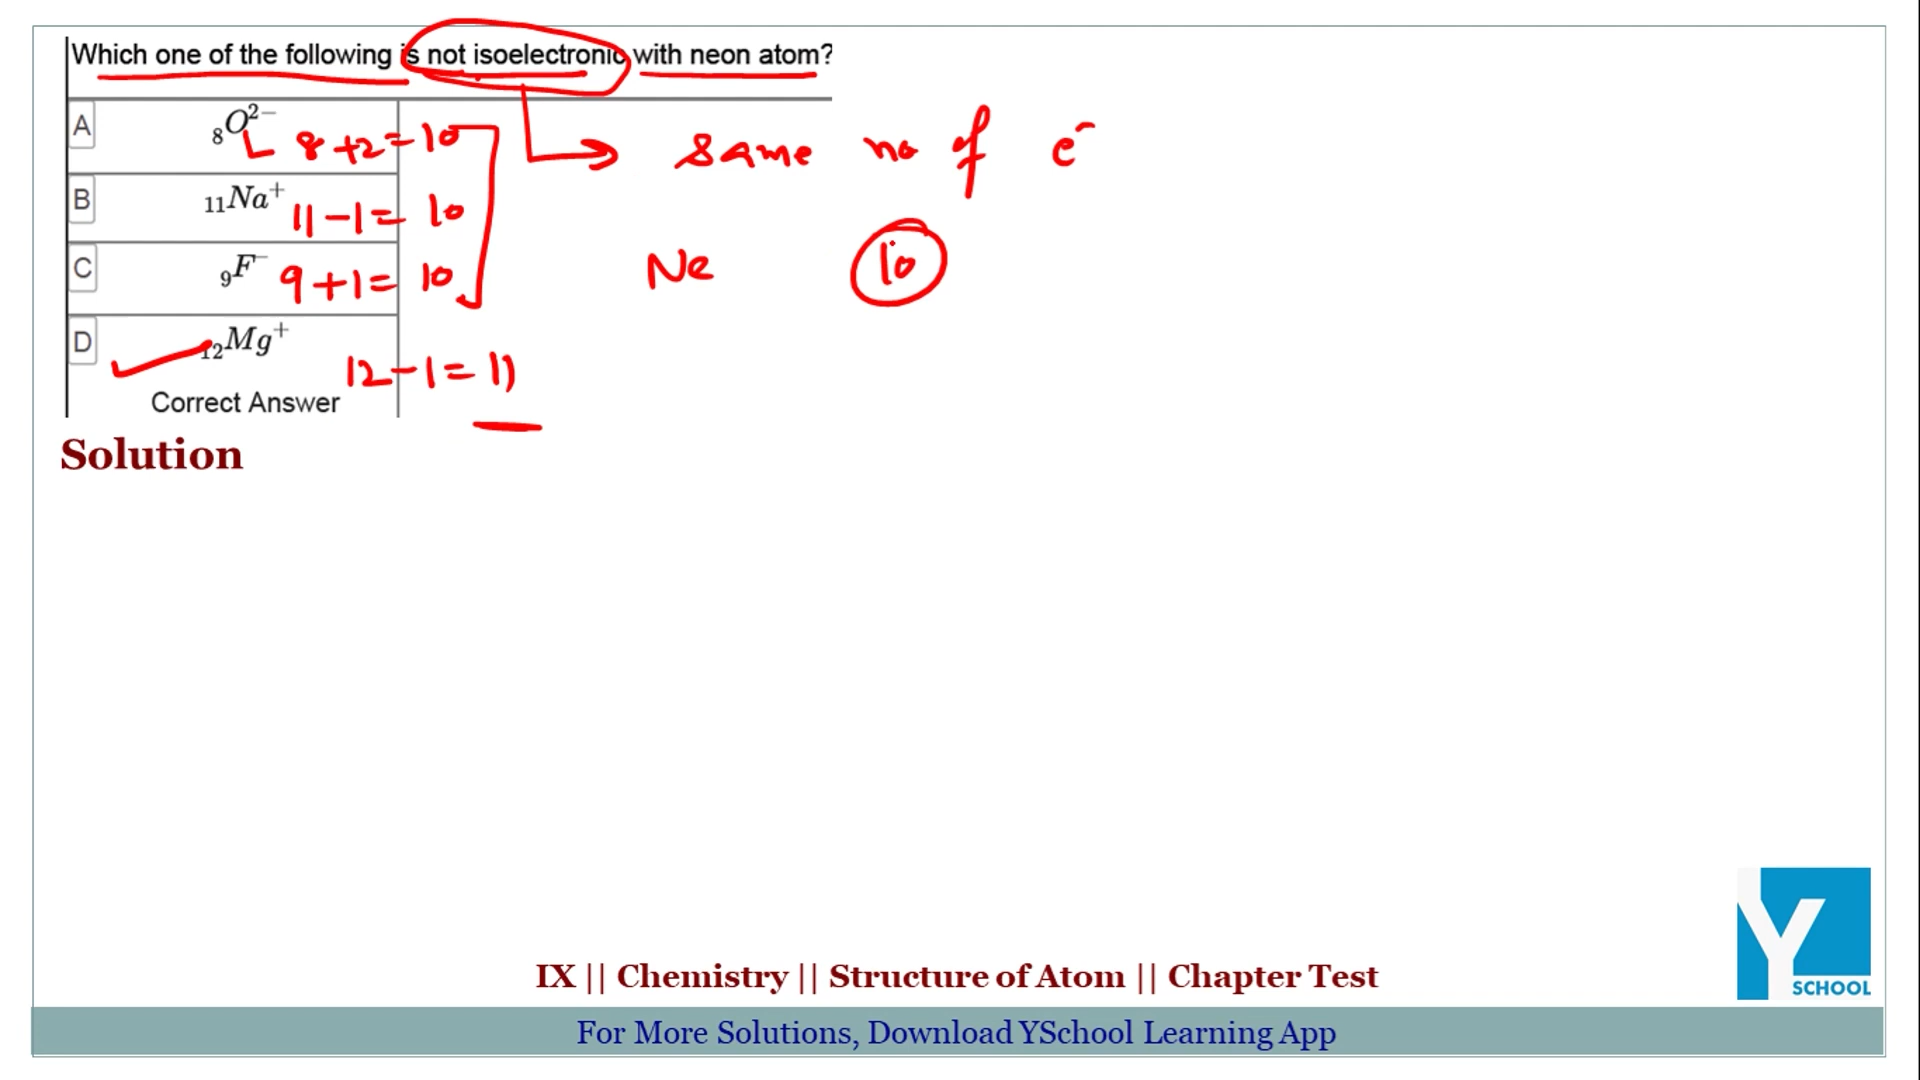 Which one of the following is not isoelectronic with neon atom?
A ₈O²⁻ 8+2=10
same no of e⁻
B ₁₁Na⁺ 11-1=10
C ₉F⁻ 9+1=10
Ne 10
D ₁₂Mg⁺ 12-1=11
Correct Answer
Solution
Y SCHOOL
IX || Chemistry || Structure of Atom || Chapter Test
For More Solutions, Download YSchool Learning App